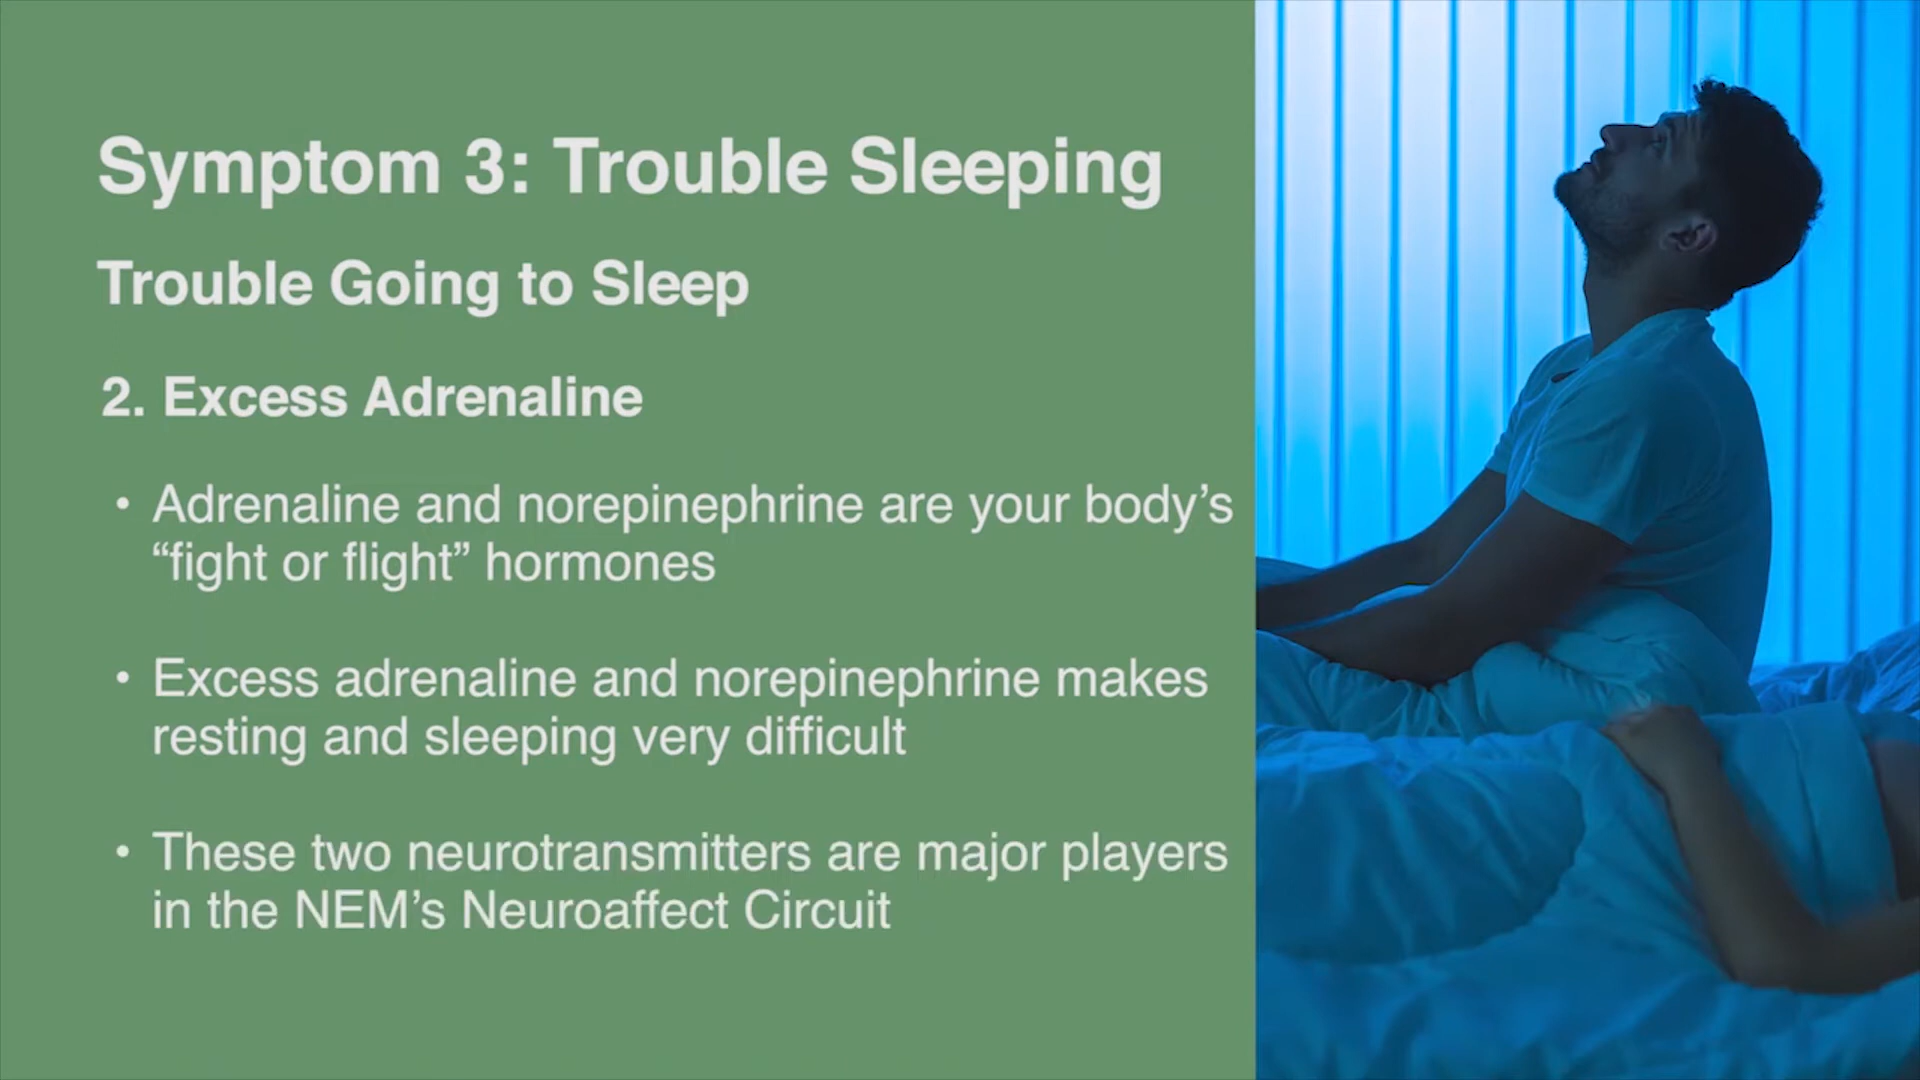 Symptom 3: Trouble Sleeping
Trouble Going to Sleep
2. Excess Adrenaline
• Adrenaline and norepinephrine are your body’s
“fight or flight” hormones
• Excess adrenaline and norepinephrine makes
resting and sleeping very difficult
• These two neurotransmitters are major players
in the NEM’s Neuroaffect Circuit